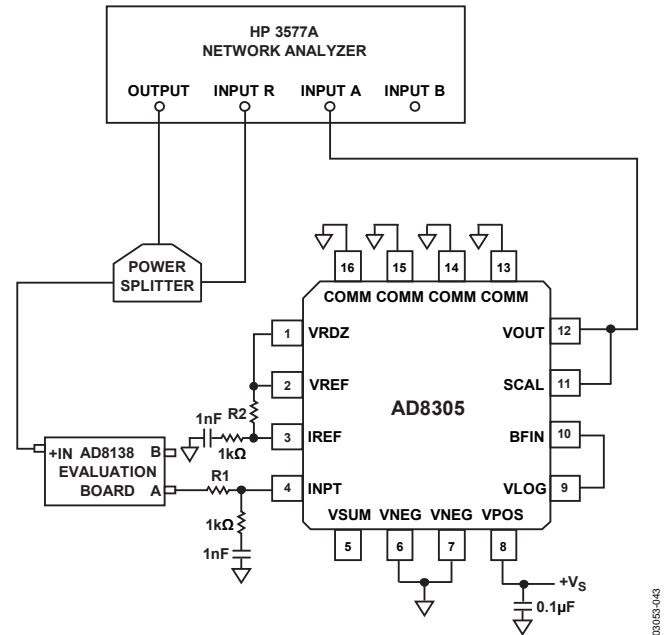 HP 3577A
NETWORK ANALYZER
OUTPUT INPUT R INPUT A INPUT B
POWER
SPLITTER
16 15 14 13
COMM COMM COMM COMM
1 VRDZ
VOUT 12
2 VREF
SCAL 11
AD8305
R2
1nF
1kΩ
3 IREF
BFIN 10
+IN AD8138 B
EVALUATION
BOARD A
R1
4 INPT
VLOG 9
1kΩ
1nF
VSUM VNEG VNEG VPOS
5 6 7 8
+VS
0.1µF
03053-043